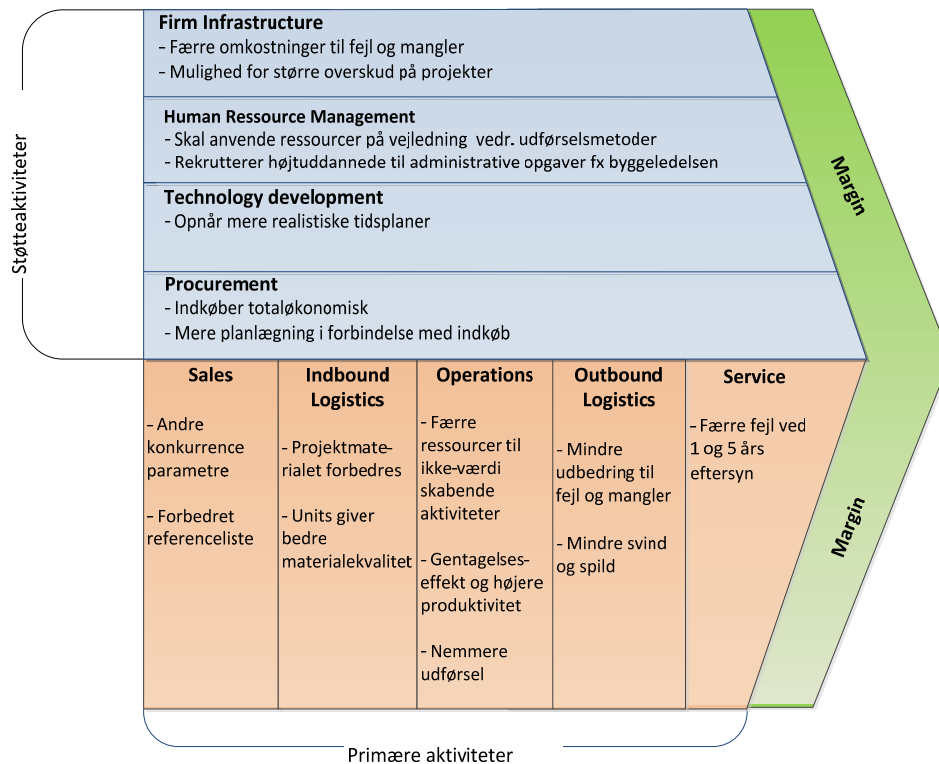 Støtteaktiviteter
Firm Infrastructure
- Færre omkostninger til fejl og mangler
- Mulighed for større overskud på projekter
Human Ressource Management
- Skal anvende ressourcer på vejledning vedr. udførselsmetoder
- Rekrutterer højtuddannede til administrative opgaver fx byggeledelsen
Technology development
- Opnår mere realistiske tidsplaner
Procurement
- Indkøber totaløkonomisk
- Mere planlægning i forbindelse med indkøb
Margin
Sales
- Andre
konkurrence
parametre
- Forbedret
referenceliste
Indbound
Logistics
- Projektmate-
rialet forbedres
- Units giver
bedre
materialekvalitet
Operations
- Færre
ressourcer til
ikke-værdi
skabende
aktiviteter
- Gentagelses-
effekt og højere
produktivitet
- Nemmere
udførsel
Outbound
Logistics
- Mindre
udbedring til
fejl og mangler
- Mindre svind
og spild
Service
- Færre fejl ved
1 og 5 års
eftersyn
Margin
Primære aktiviteter